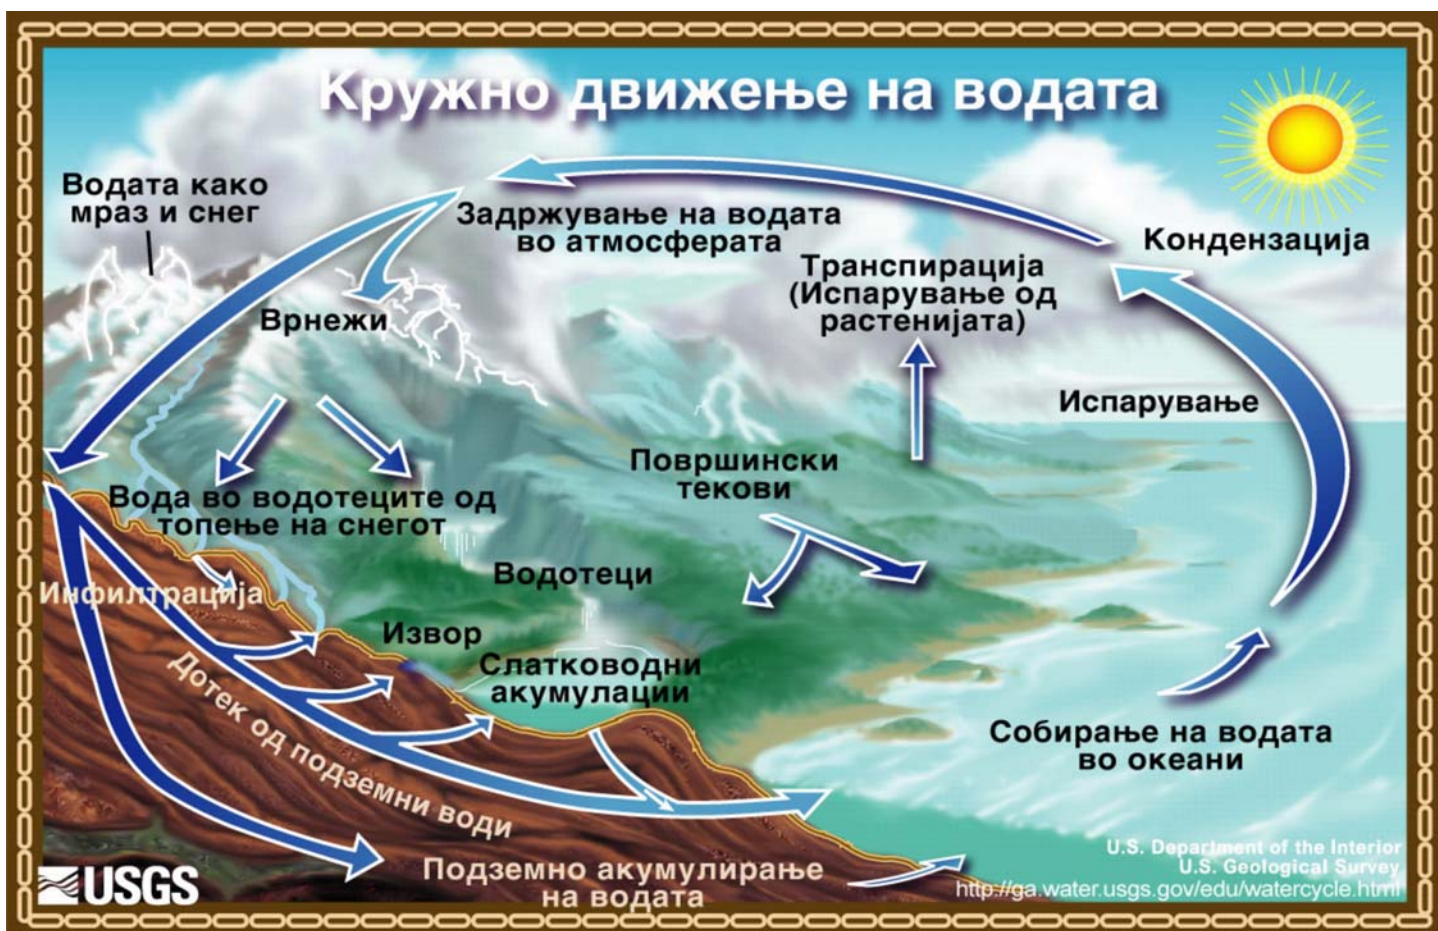 Кружно движење на водата
Водата како
мраз и снег
Задржување на водата
во атмосферата
Кондензација
Транспирација
(Испарување од
растенијата)
Врнежи
Испарување
Површински
текови
Вода во водотеците од
топење на снегот
Водотеци
Инфилтрација
Извор
Слатководни
акумулации
Дотек од подземни води
Собирање на водата
во океани
Подземно акумулирање
на водата
USGS
U.S. Department of the Interior
U.S. Geological Survey
http://ga.water.usgs.gov/edu/watercycle.html